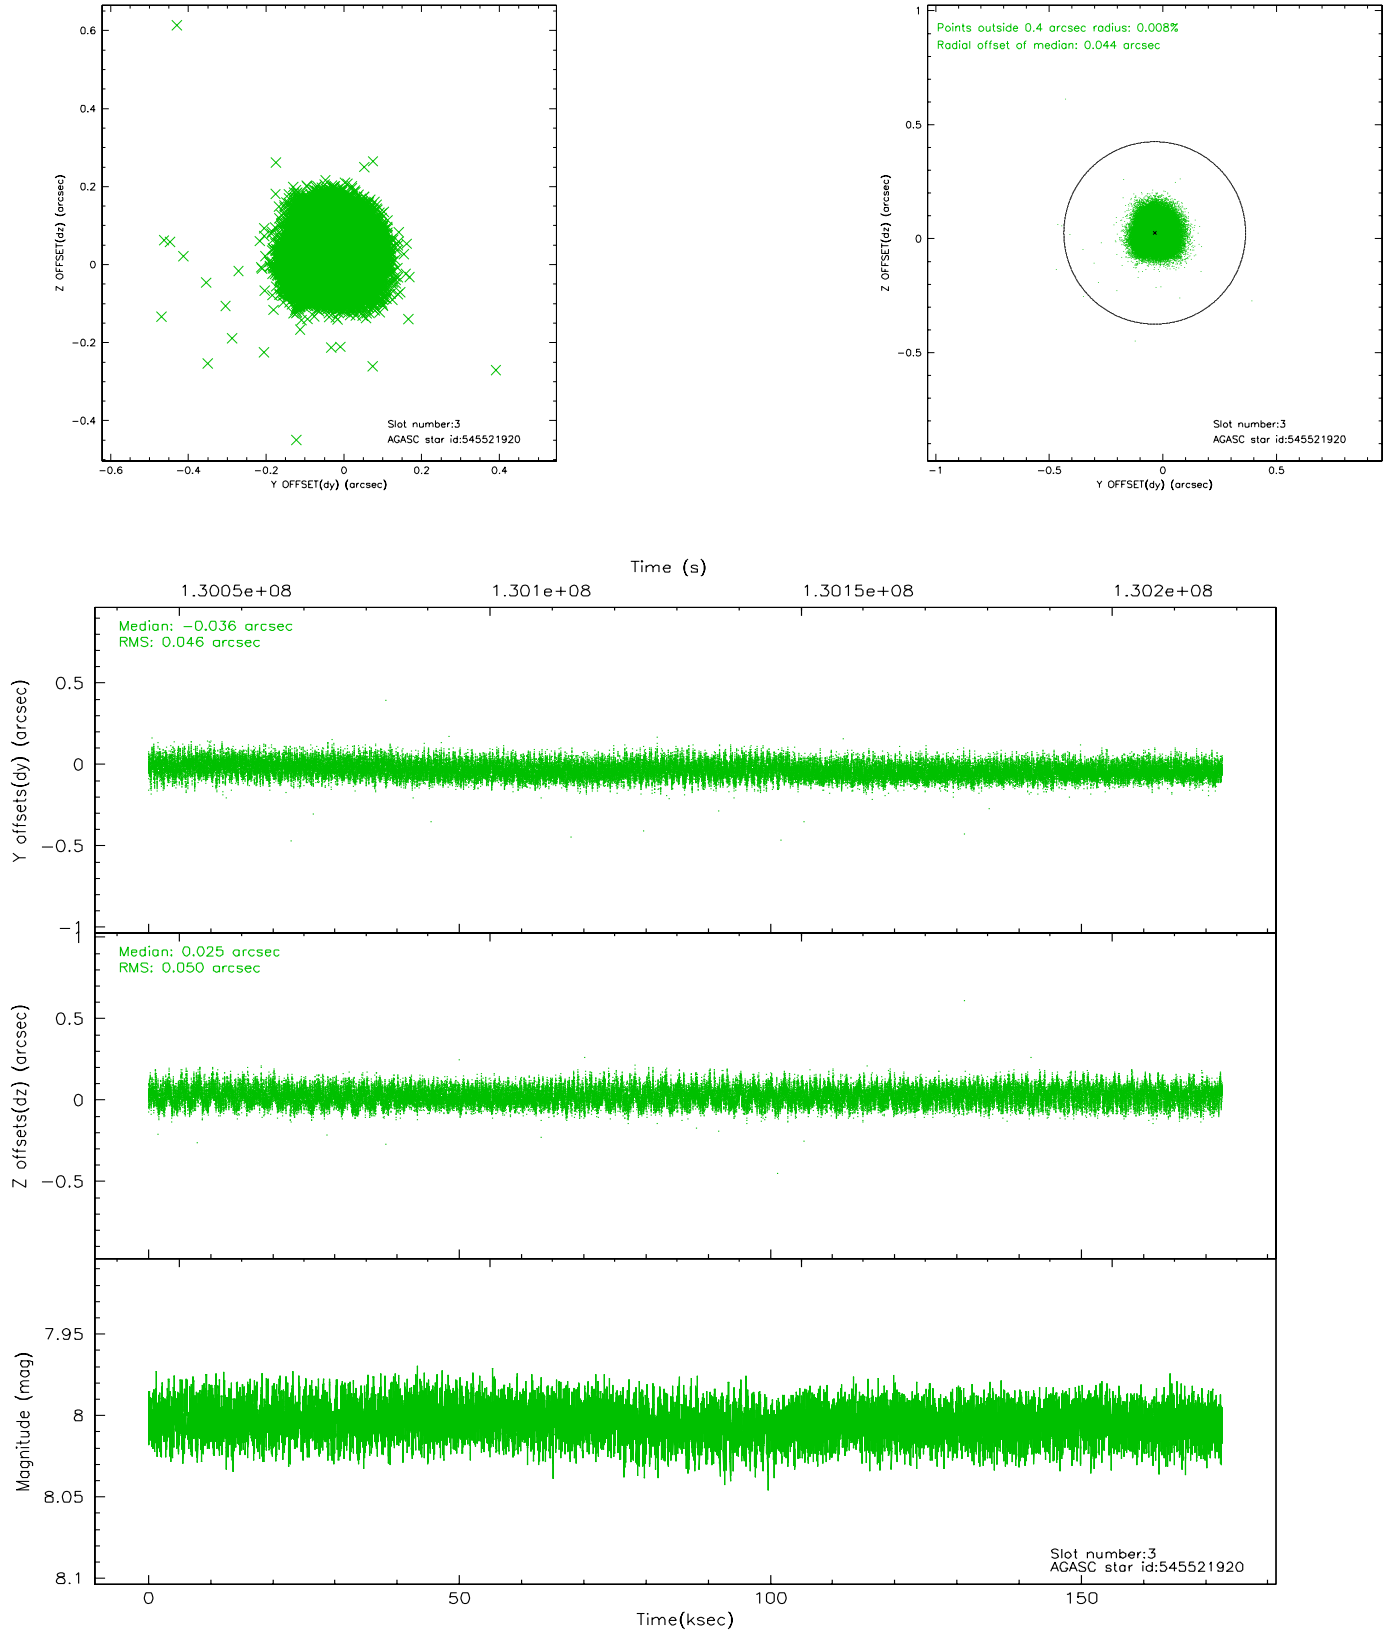 0.6
0.4
0.2
0
−0.2
−0.4
−0.6
−0.4
−0.2
0
0.2
0.4
Z OFFSET(dz) (arcsec)
Y OFFSET(dy) (arcsec)
Slot number:3
AGASC star id:545521920
Points outside 0.4 arcsec radius: 0.008%
Radial offset of median: 0.044 arcsec
1
0.5
0
−0.5
−1
−0.5
0
0.5
Z OFFSET(dz) (arcsec)
Y OFFSET(dy) (arcsec)
Slot number:3
AGASC star id:545521920
Time (s)
1.3005e+08
1.301e+08
1.3015e+08
1.302e+08
Median: −0.036 arcsec
RMS: 0.046 arcsec
0.5
0
−0.5
−1
Y offsets(dy) (arcsec)
Median: 0.025 arcsec
RMS: 0.050 arcsec
1
0.5
0
−0.5
Z offsets(dz) (arcsec)
7.95
8
8.05
8.1
Magnitude (mag)
Slot number:3
AGASC star id:545521920
0
50
100
150
Time(ksec)